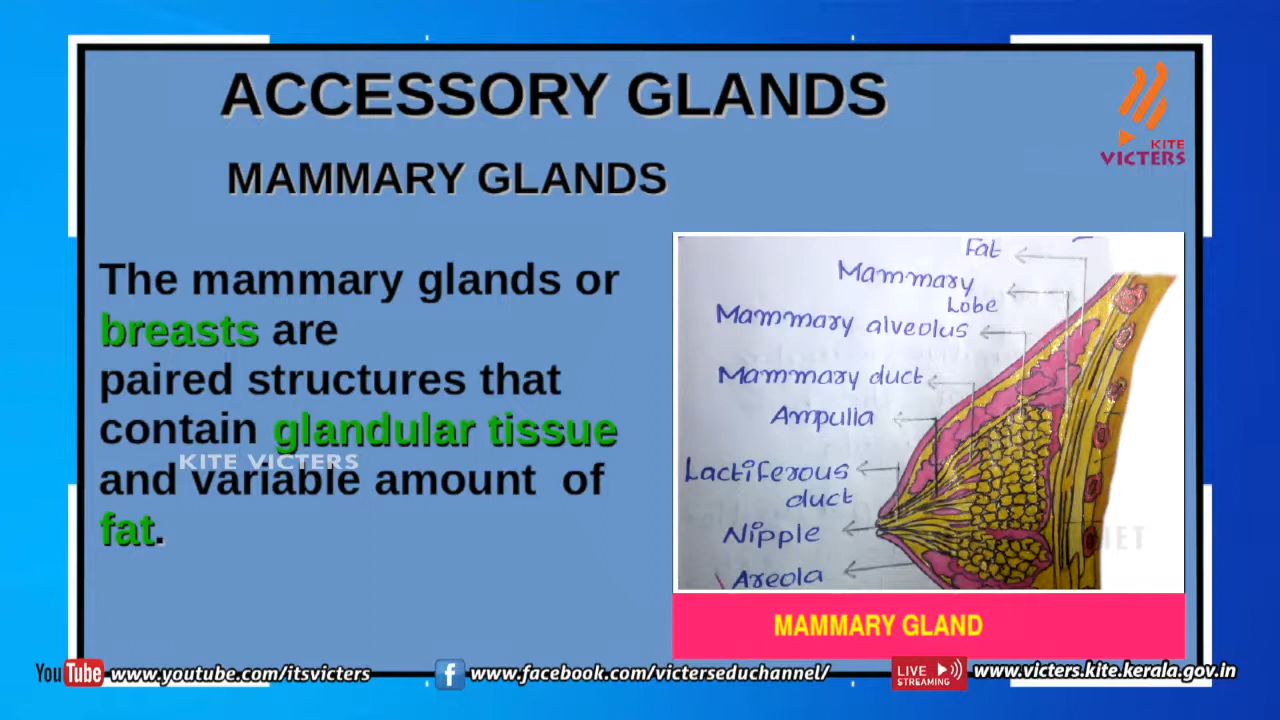 ACCESSORY GLANDS
MAMMARY GLANDS
KITE
VICTERS
The mammary glands or
breasts are
paired structures that
contain glandular tissue
KITE VICTERS
and variable amount of
fat.
Fat
Mammary
Lobe
Mammary alveolus
Mammary duct
Ampulla
Lactiferous
duct
Nipple
Areola
MAMMARY GLAND
YouTube www.youtube.com/itsvicters
f www.facebook.com/victerseduchannel/
LIVE
STREAMING
www.victers.kite.kerala.gov.in